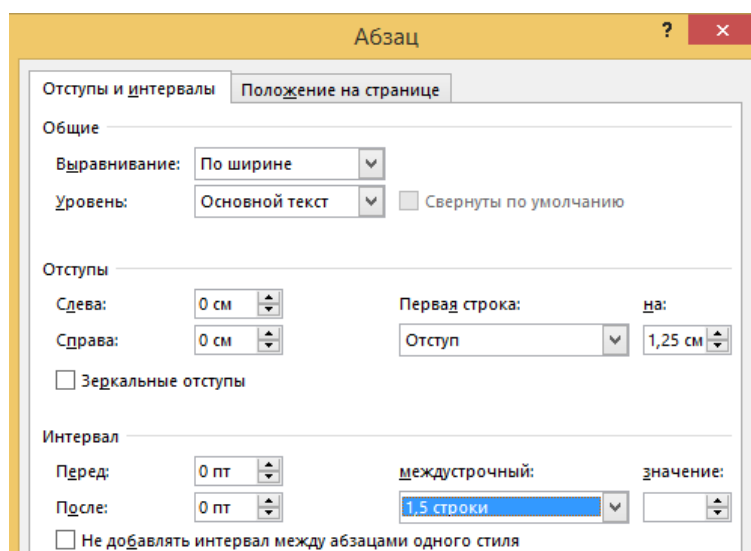 Абзац ?
Отступы и интервалы Положение на странице
Общие
Выравнивание: По ширине
Уровень: Основной текст Свернуты по умолчанию
Отступы
Слева: 0 см Первая строка: на:
Справа: 0 см Отступ 1,25 см
Зеркальные отступы
Интервал
Перед: 0 пт междустрочный: значение:
После: 0 пт 1,5 строки
Не добавлять интервал между абзацами одного стиля